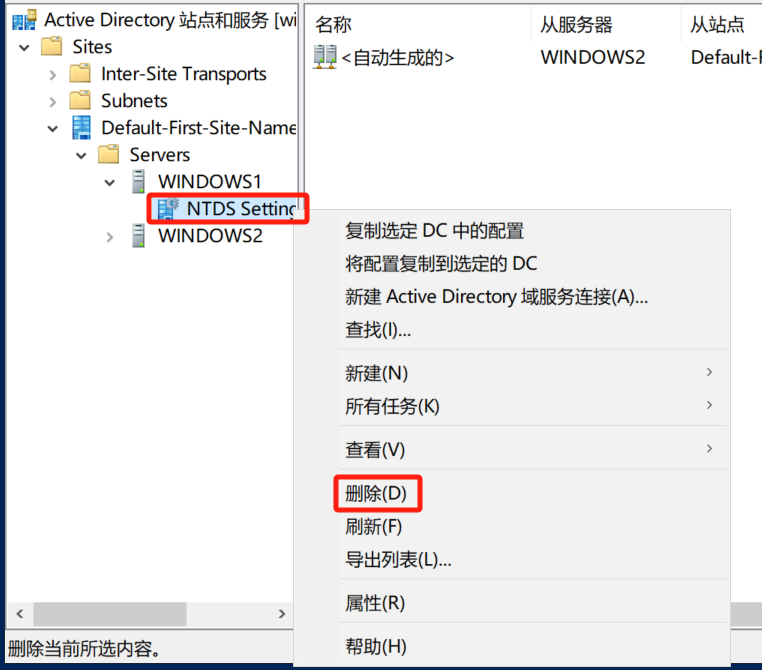 Active Directory 站点和服务 [wi
Sites
Inter-Site Transports
Subnets
Default-First-Site-Name
Servers
WINDOWS1
NTDS Setting
WINDOWS2
名称 从服务器 从站点
<自动生成的> WINDOWS2 Default-F
复制选定 DC 中的配置
将配置复制到选定的 DC
新建 Active Directory 域服务连接(A)...
查找(I)...
新建(N)
所有任务(K)
查看(V)
删除(D)
刷新(F)
导出列表(L)...
属性(R)
帮助(H)
删除当前所选内容。